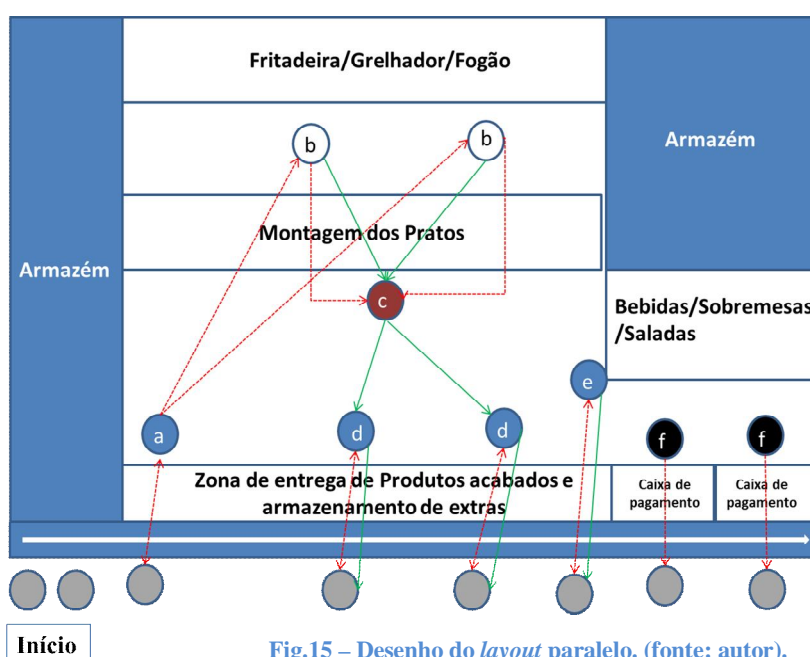 Fritadeira/Grelhador/Fogão
b
b
Armazém
Montagem dos Pratos
Armazém
c
Bebidas/Sobremesas
/Saladas
e
a
d
d
f
f
Zona de entrega de Produtos acabados e
armazenamento de extras
Caixa de
pagamento
Caixa de
pagamento
Início
Fig.15 – Desenho do layout paralelo. (fonte: autor).